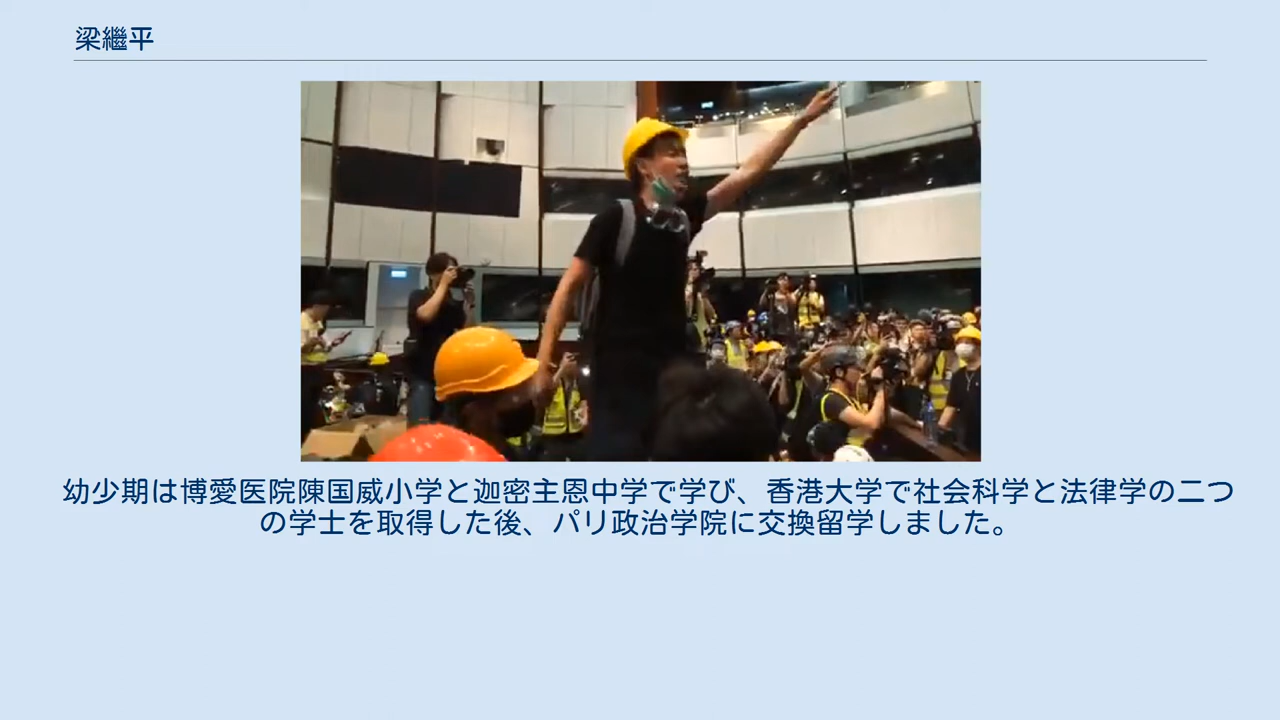 梁繼平
幼少期は博愛医院陳国威小学と迦密主恩中学で学び、香港大学で社会科学と法律学の二つ
の学士を取得した後、パリ政治学院に交換留学しました。